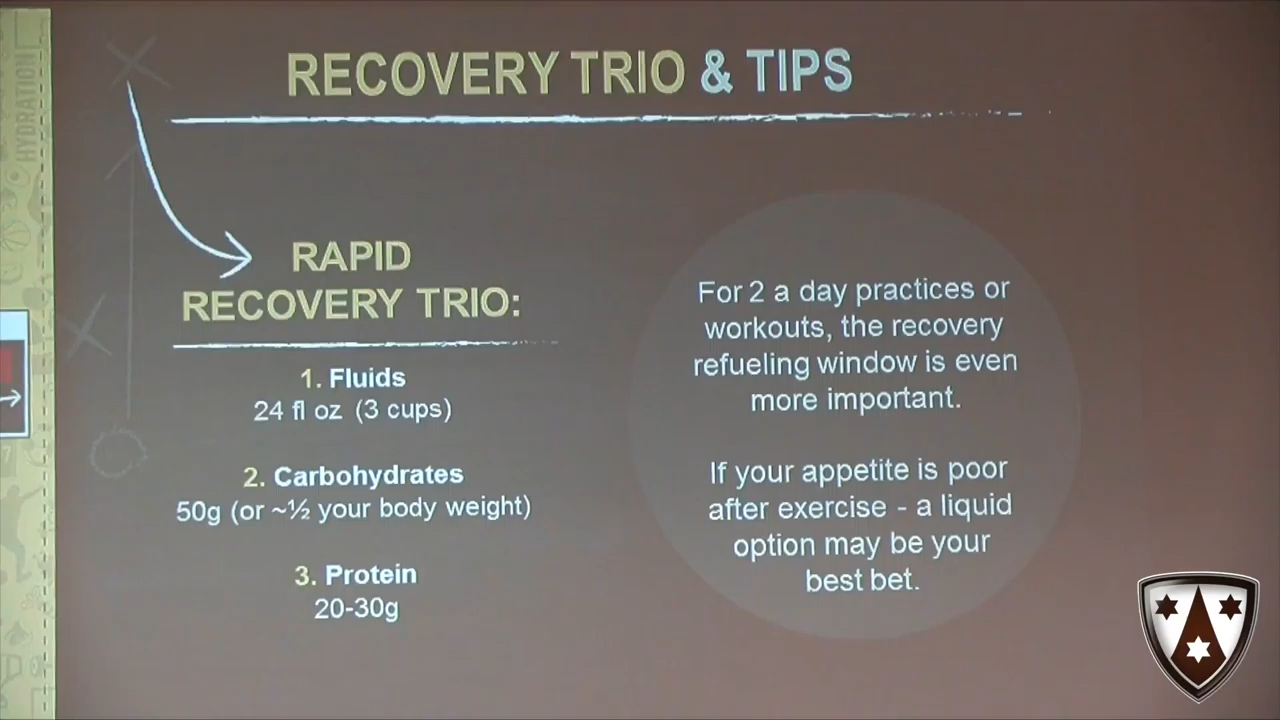 HYDRATION
RECOVERY TRIO & TIPS
RAPID
RECOVERY TRIO:
1. Fluids
24 fl oz (3 cups)
2. Carbohydrates
50g (or ~½ your body weight)
3. Protein
20-30g
For 2 a day practices or
workouts, the recovery
refueling window is even
more important.
If your appetite is poor
after exercise - a liquid
option may be your
best bet.